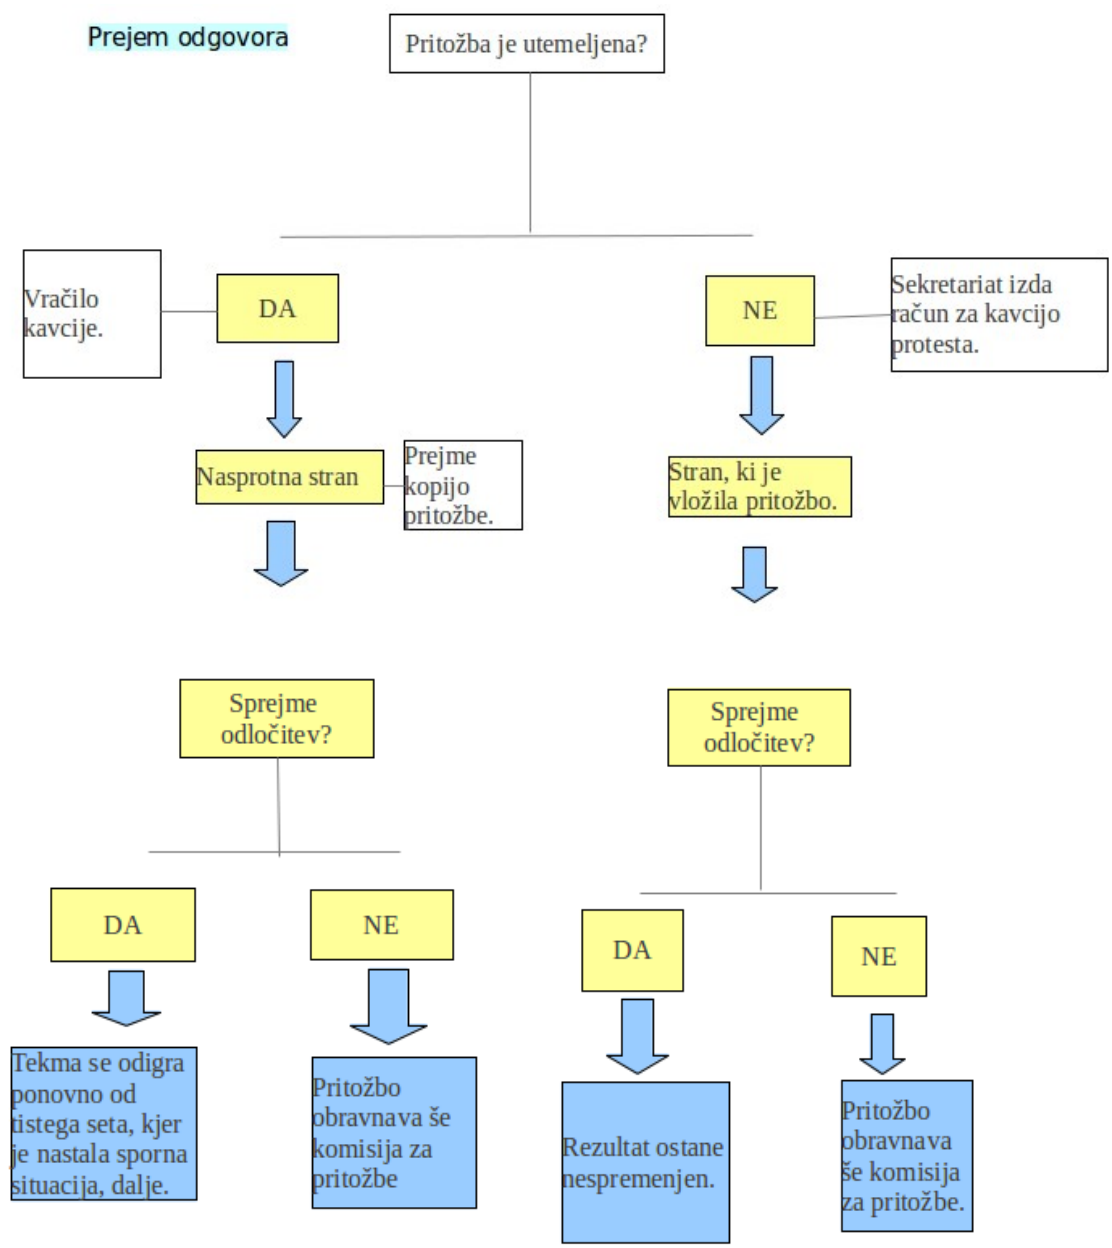 Prejem odgovora
Pritožba je utemeljena?
Vračilo
kavcije.
DA
NE
Sekretariat izda
račun za kavcijo
protesta.
Nasprotna stran
Prejme
kopijo
pritožbe.
Stran, ki je
vložila pritožbo.
Sprejme
odločitev?
Sprejme
odločitev?
DA
NE
DA
NE
Tekma se odigra
ponovno od
tistega seta, kjer
je nastala sporna
situacija, dalje.
Pritožbo
obravnava še
komisija za
pritožbe
Rezultat ostane
nespremenjen.
Pritožbo
obravnava
še komisija
za pritožbe.